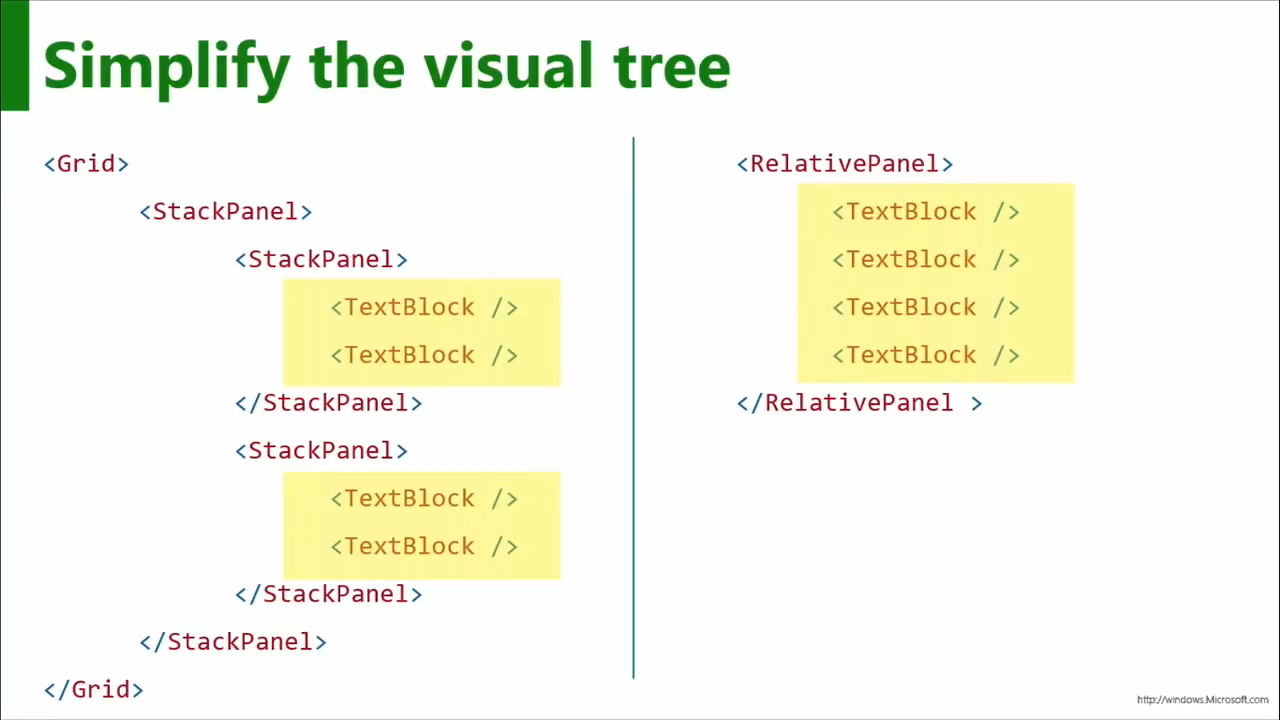 Simplify the visual tree
<Grid>
<StackPanel>
<StackPanel>
<TextBlock />
<TextBlock />
</StackPanel>
<StackPanel>
<TextBlock />
<TextBlock />
</StackPanel>
</StackPanel>
</Grid>
<RelativePanel>
<TextBlock />
<TextBlock />
<TextBlock />
<TextBlock />
</RelativePanel >
http://windows.Microsoft.com